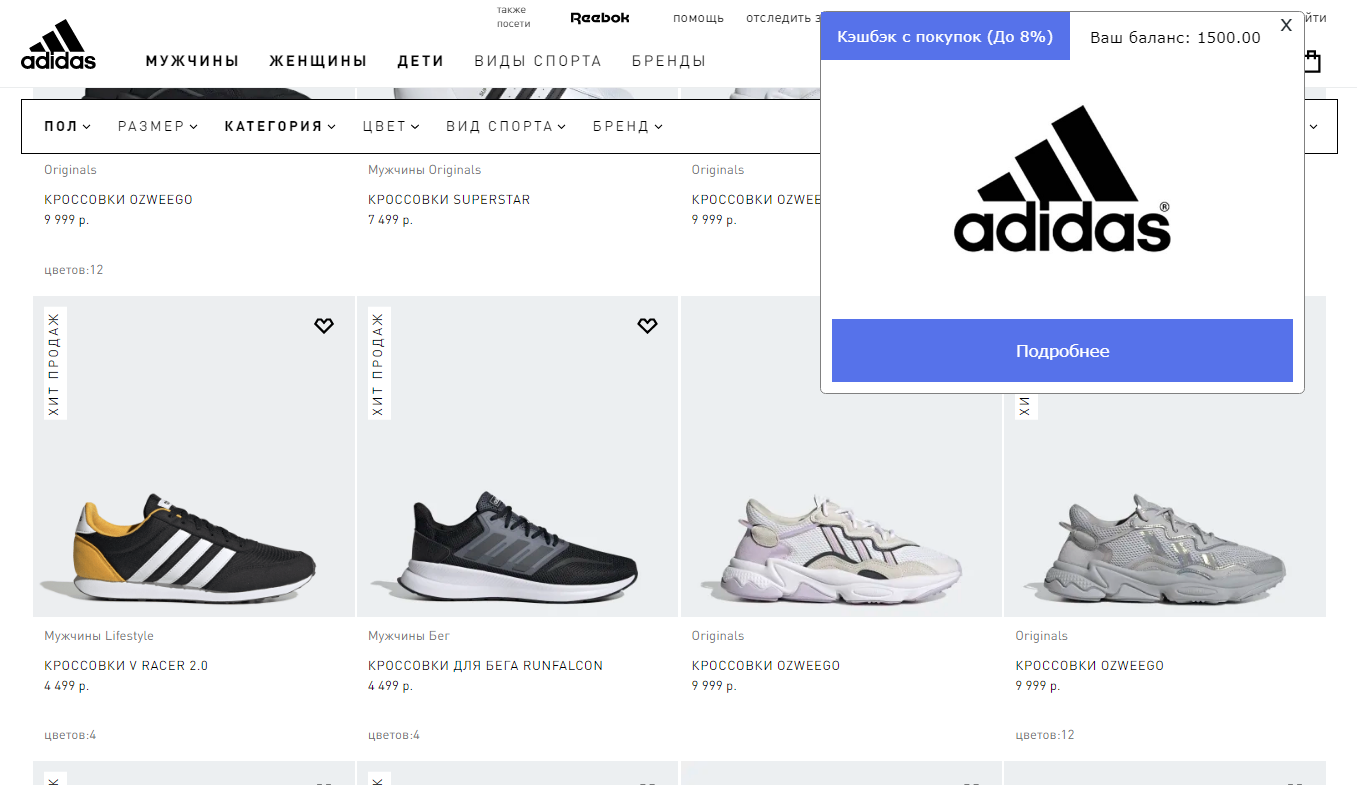 также
посети
Reebok
помощь
отследить з
йти
adidas
МУЖЧИНЫ
ЖЕНЩИНЫ
ДЕТИ
ВИДЫ СПОРТА
БРЕНДЫ
Кэшбэк с покупок (До 8%)
Ваш баланс: 1500.00
X
adidas®
Подробнее
ПОЛ
РАЗМЕР
КАТЕГОРИЯ
ЦВЕТ
ВИД СПОРТА
БРЕНД
Originals
КРОССОВКИ OZWEEGO
9 999 р.
цветов:12
Мужчины Originals
КРОССОВКИ SUPERSTAR
7 499 р.
Originals
КРОССОВКИ OZWEE
9 999 р.
ХИТ ПРОДАЖ
Мужчины Lifestyle
КРОССОВКИ V RACER 2.0
4 499 р.
цветов:4
ХИТ ПРОДАЖ
Мужчины Бег
КРОССОВКИ ДЛЯ БЕГА RUNFALCON
4 499 р.
цветов:4
Originals
КРОССОВКИ OZWEEGO
9 999 р.
ХИ
Originals
КРОССОВКИ OZWEEGO
9 999 р.
цветов:12